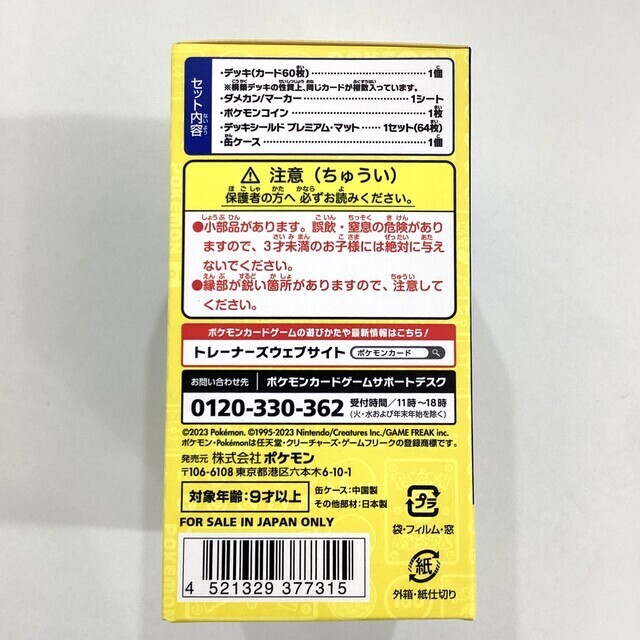 セット内容
ないよう
・デッキ(カード60枚) 1個
※構築デッキの性質上、同じカードが複数入っています。
・ダメカン/マーカー 1シート
・ポケモンコイン 1枚
・デッキシールド プレミアム・マット 1セット(64枚)
・缶ケース 1個
⚠ 注意(ちゅうい)
保護者の方へ 必ずお読みください。
●小部品があります。誤飲・窒息の危険がありますので、3才未満のお子様には絶対に与えないでください。
●縁部が鋭い箇所がありますので、注意してください。
ポケモンカードゲームの遊びかたや最新情報はこちら!
トレーナーズウェブサイト ポケモンカード
お問い合わせ先 ポケモンカードゲームサポートデスク
0120-330-362 受付時間/11時~18時
(火・水および年末年始を除く)
©2023 Pokémon. ©1995-2023 Nintendo/Creatures Inc./GAME FREAK inc.
ポケモン・Pokémonは任天堂・クリーチャーズ・ゲームフリークの登録商標です。
発売元 株式会社ポケモン
〒106-6108 東京都港区六本木6-10-1
対象年齢:9才以上
缶ケース:中国製
その他部材:日本製
FOR SALE IN JAPAN ONLY
4 521329 377315
プラ
袋・フィルム・窓
紙
外箱・紙仕切り